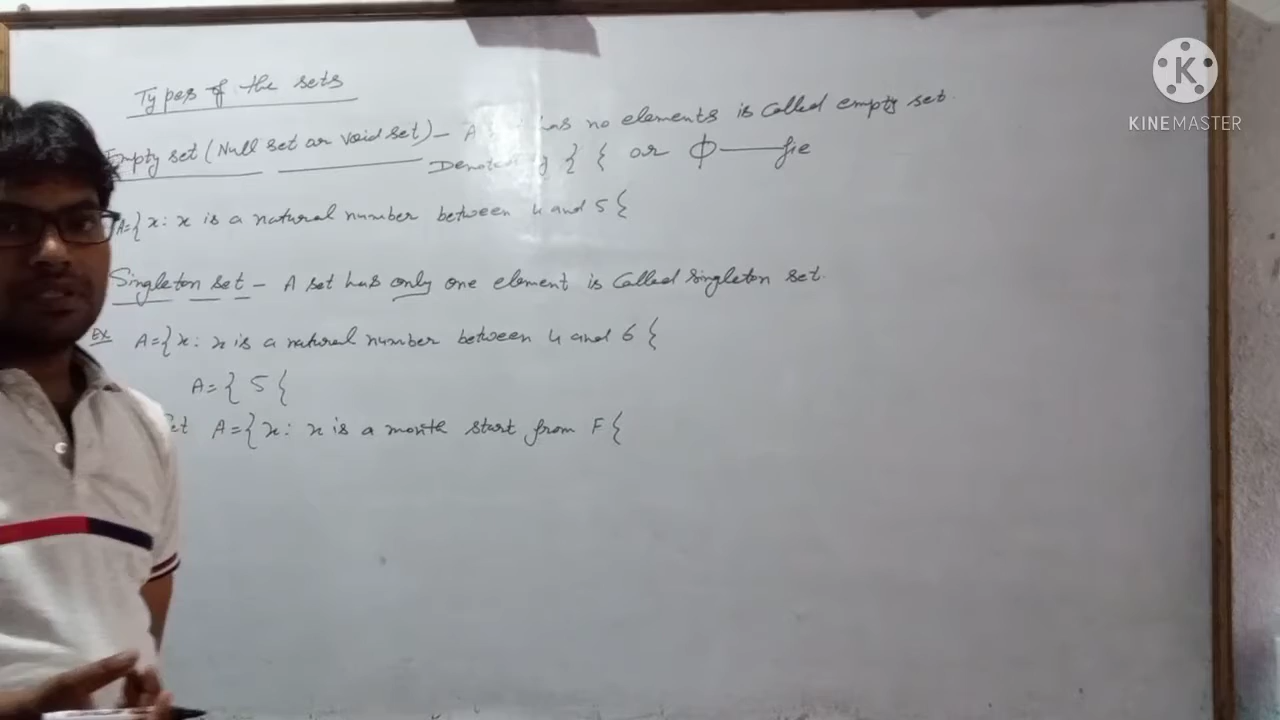 Types of the sets
Empty set (Null set or void set) - A has no elements is called empty set.
Denoted by } { or Φ — fie
A={ x: x is a natural number between 4 and 5 {
Singleton set - A set has only one element is called singleton set.
Ex A={ x: x is a natural number between 4 and 6 {
A={ 5 {
A={ x: x is a month start from F {
K
KINEMASTER